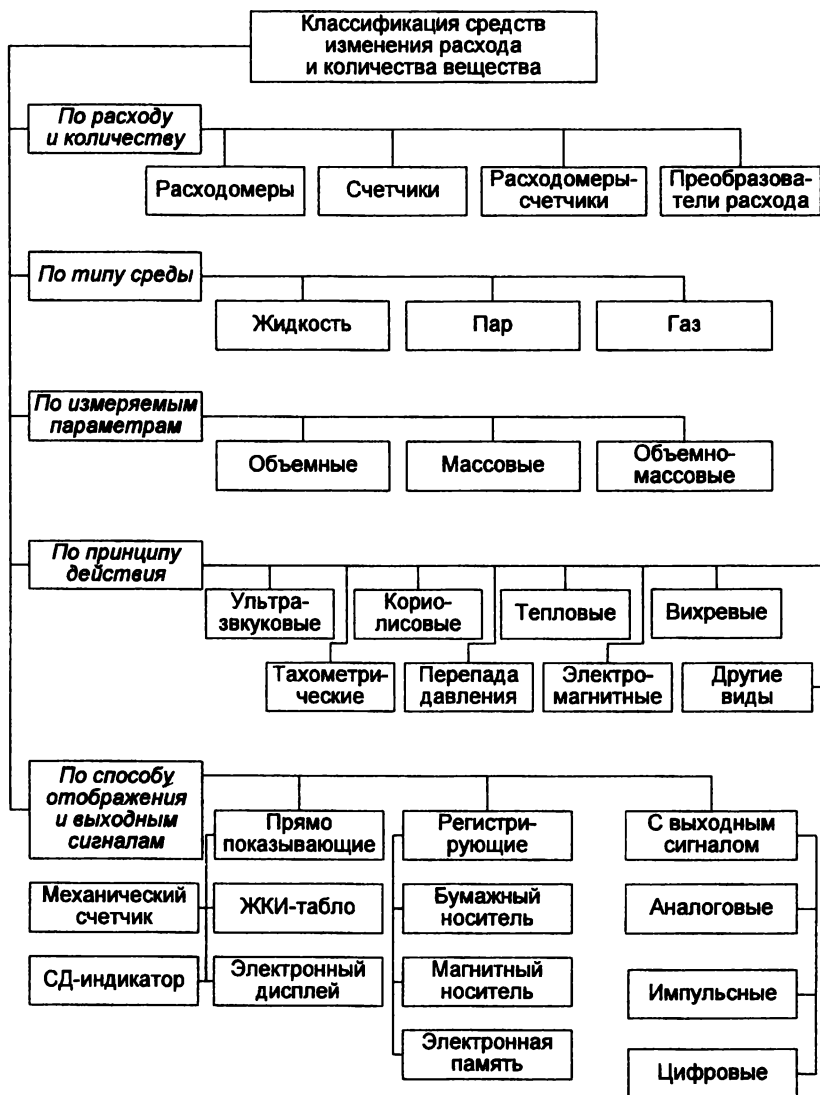 Классификация средств
изменения расхода
и количества вещества
По расходу
и количеству
Расходомеры
Счетчики
Расходомеры-
счетчики
Преобразова-
тели расхода
По типу среды
Жидкость
Пар
Газ
По измеряемым
параметрам
Объемные
Массовые
Объемно-
массовые
По принципу
действия
Ультра-
звкуковые
Корио-
лисовые
Тепловые
Вихревые
Тахометри-
ческие
Перепада
давления
Электро-
магнитные
Другие
виды
По способу
отображения
и выходным
сигналам
Прямо
показывающие
Регистри-
рующие
С выходным
сигналом
Механический
счетчик
ЖКИ-табло
Бумажный
носитель
Аналоговые
СД-индикатор
Электронный
дисплей
Магнитный
носитель
Импульсные
Электронная
память
Цифровые